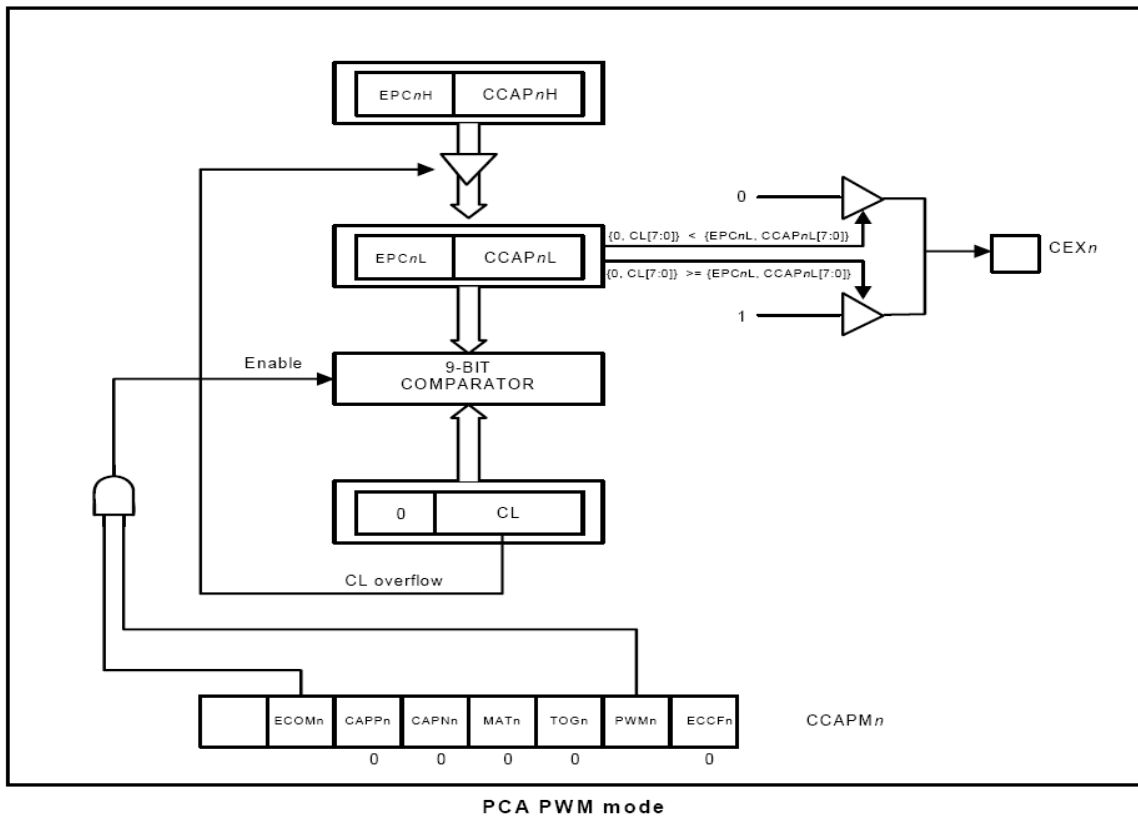 EPCnH CCAPnH
0
{0, CL[7:0]} < {EPCnL, CCAPnL[7:0]}
EPCnL CCAPnL
CEXn
{0, CL[7:0]} >= {EPCnL, CCAPnL[7:0]}
1
Enable
9-BIT
COMPARATOR
0 CL
CL overflow
ECOMn CAPPn CAPNn MATn TOGn PWMn ECCFn
CCAPMn
0 0 0 0 0
PCA PWM mode